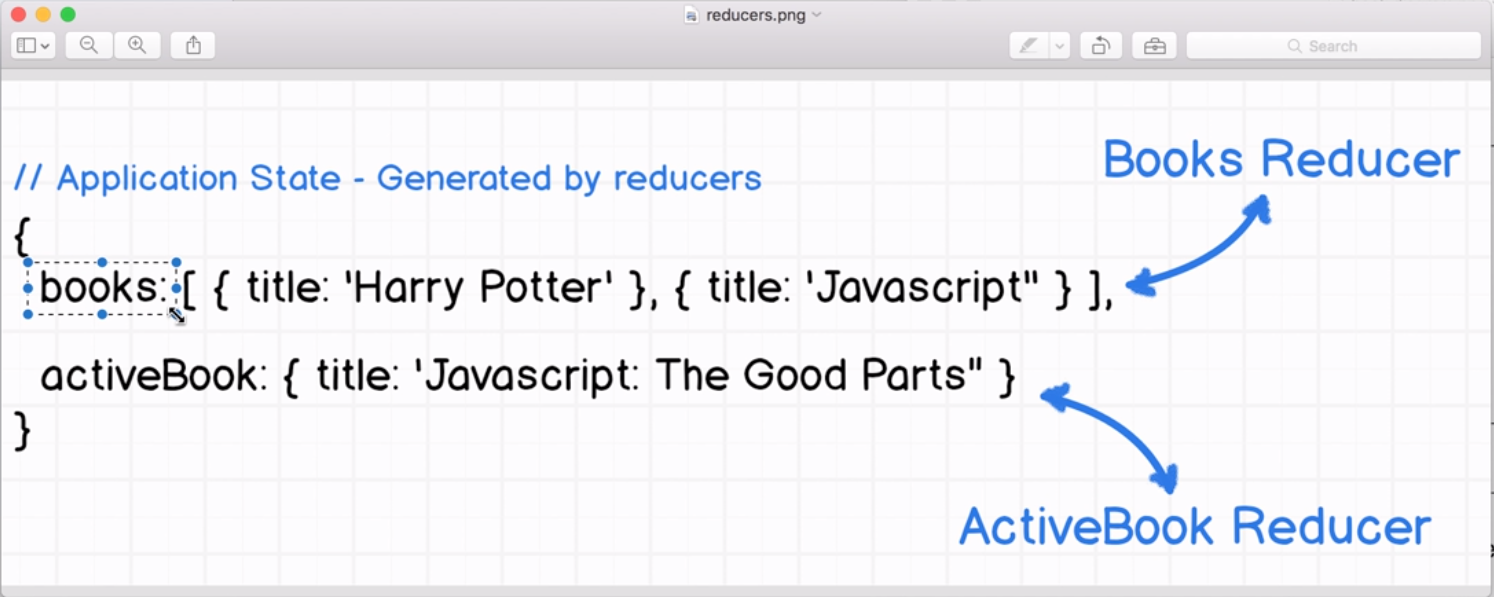 reducers.png
Search
Books Reducer
// Application State - Generated by reducers
{
books: [ { title: 'Harry Potter' }, { title: 'Javascript" } ],
activeBook: { title: 'Javascript: The Good Parts" }
}
ActiveBook Reducer